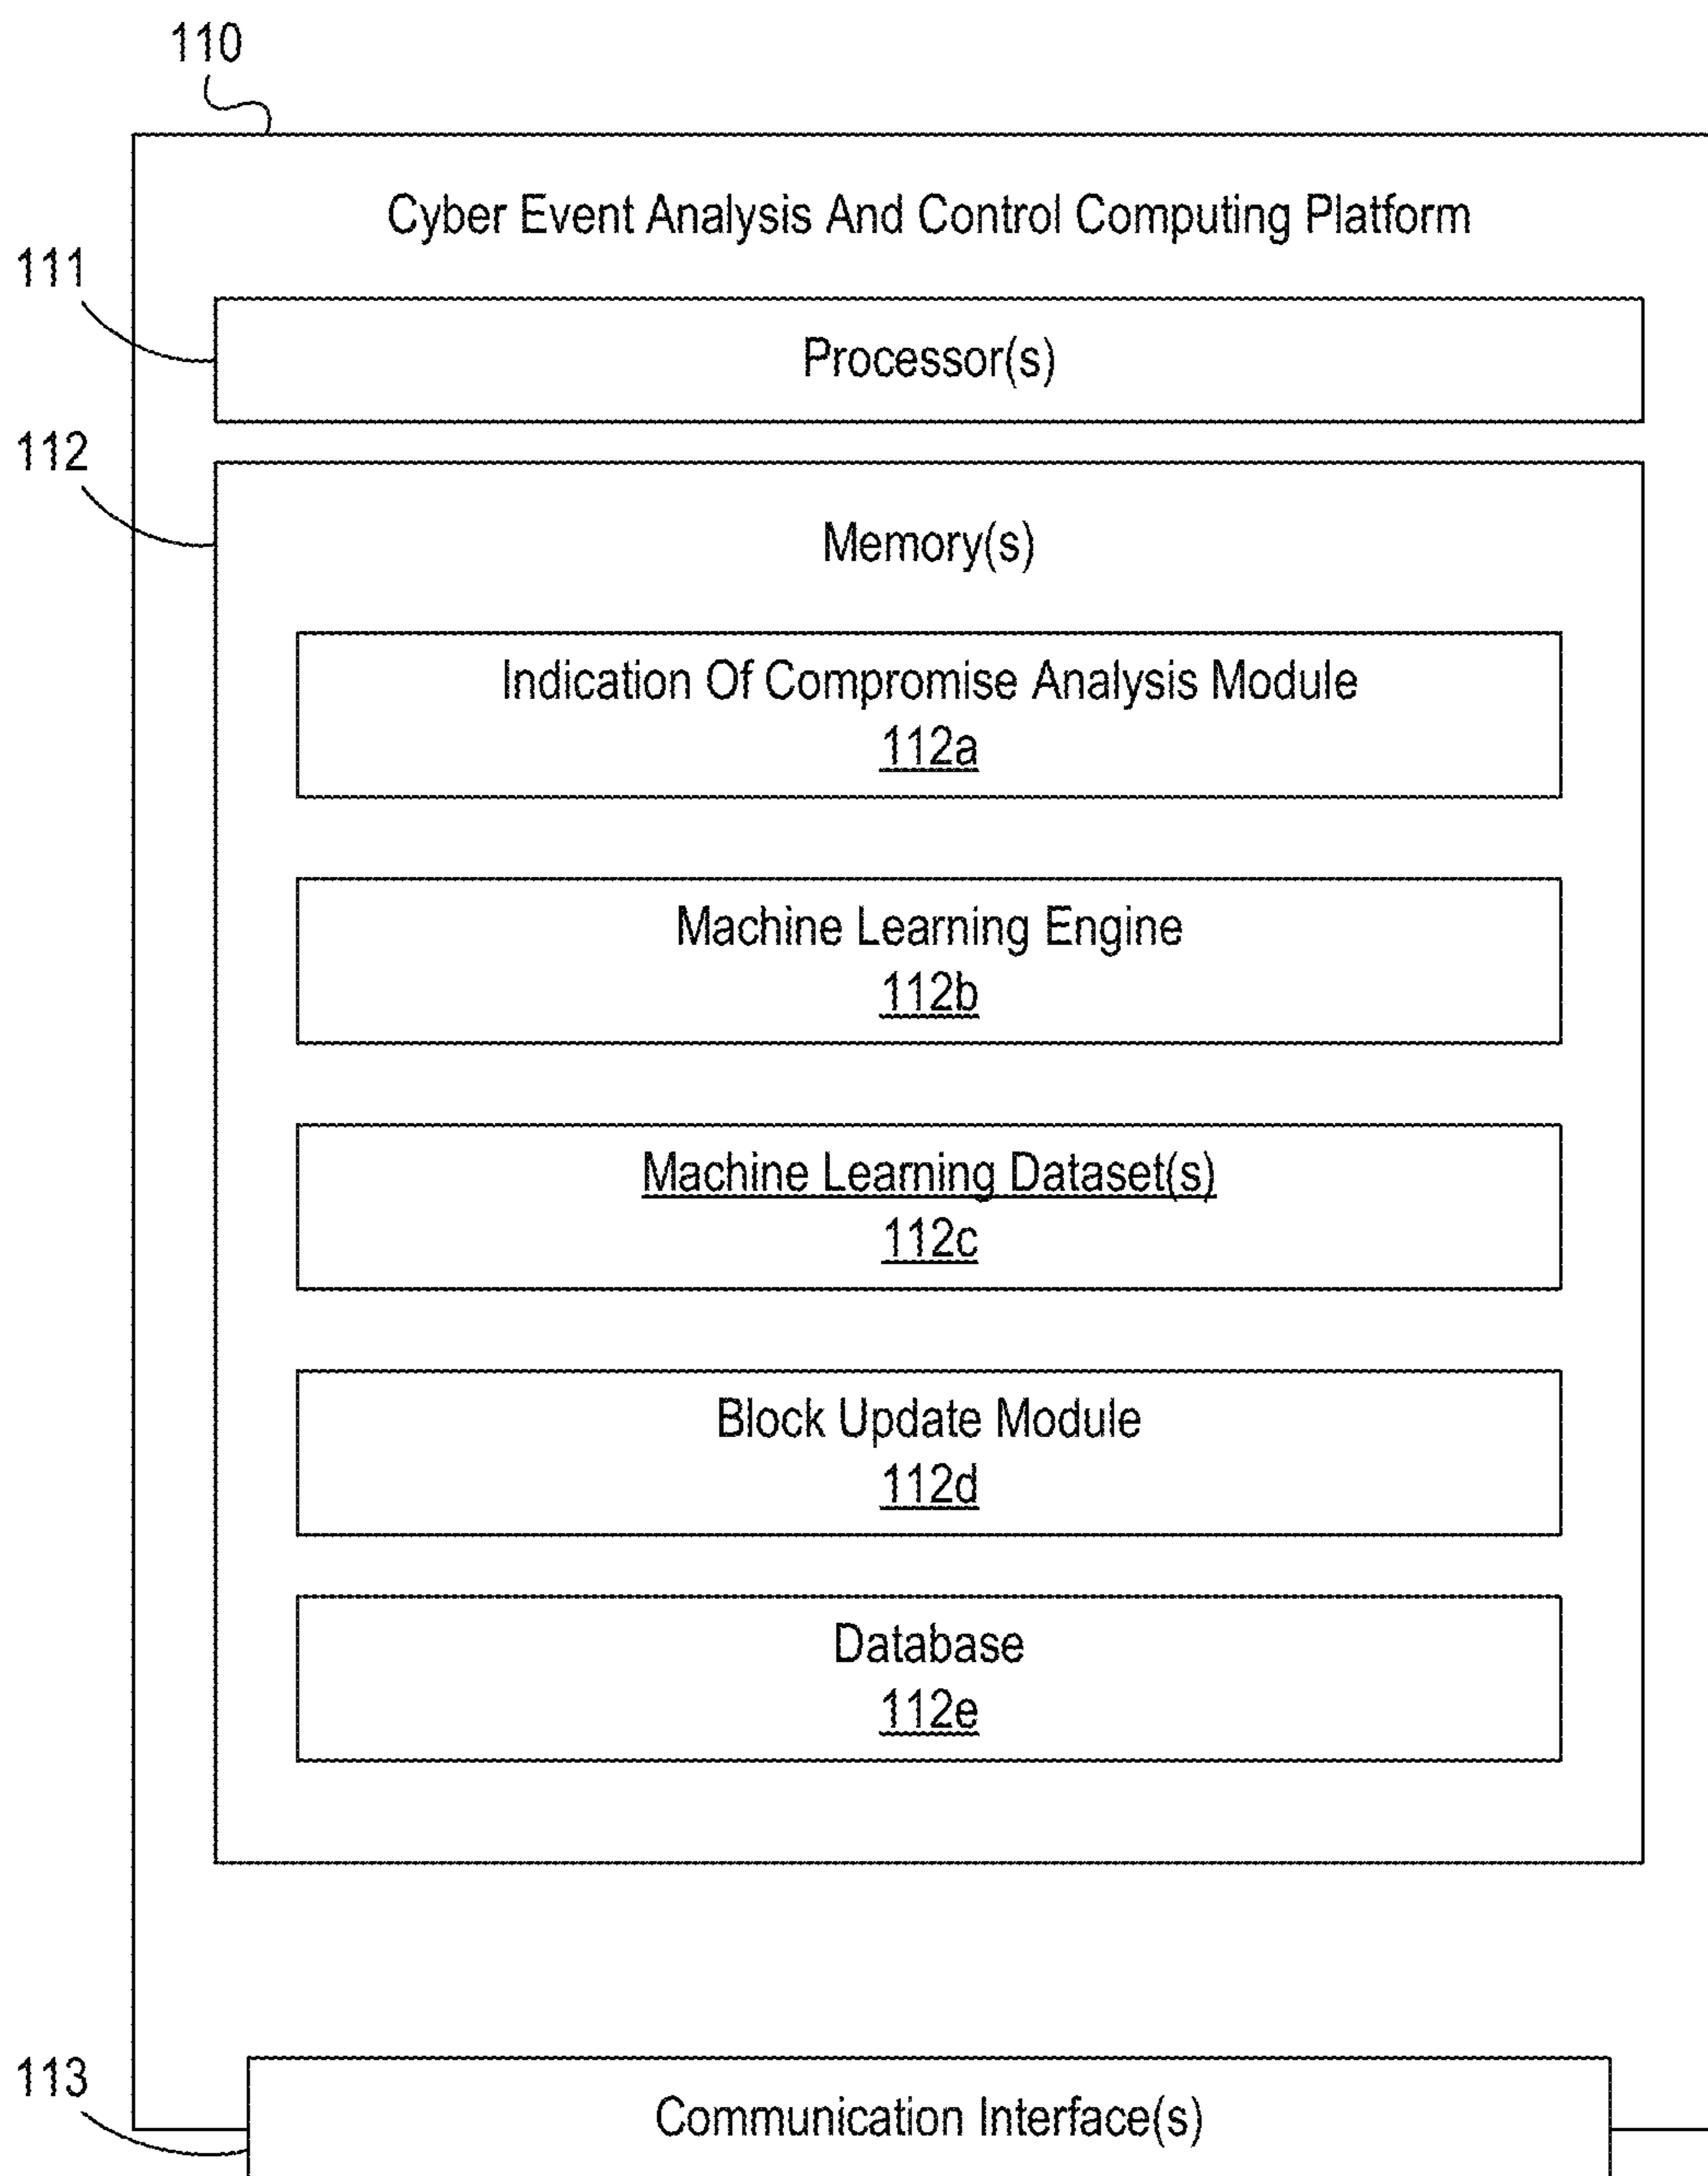 110
Cyber Event Analysis And Control Computing Platform
111
Processor(s)
112
Memory(s)
Indication Of Compromise Analysis Module
112a
Machine Learning Engine
112b
Machine Learning Dataset(s)
112c
Block Update Module
112d
Database
112e
113
Communication Interface(s)